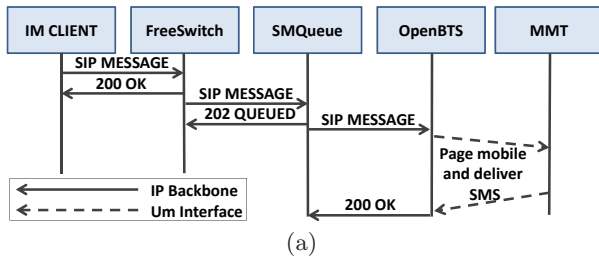 IM CLIENT FreeSwitch SMQueue OpenBTS MMT
SIP MESSAGE
200 OK
SIP MESSAGE
202 QUEUED
SIP MESSAGE
Page mobile
and deliver
SMS
200 OK
IP Backbone
Um Interface
(a)